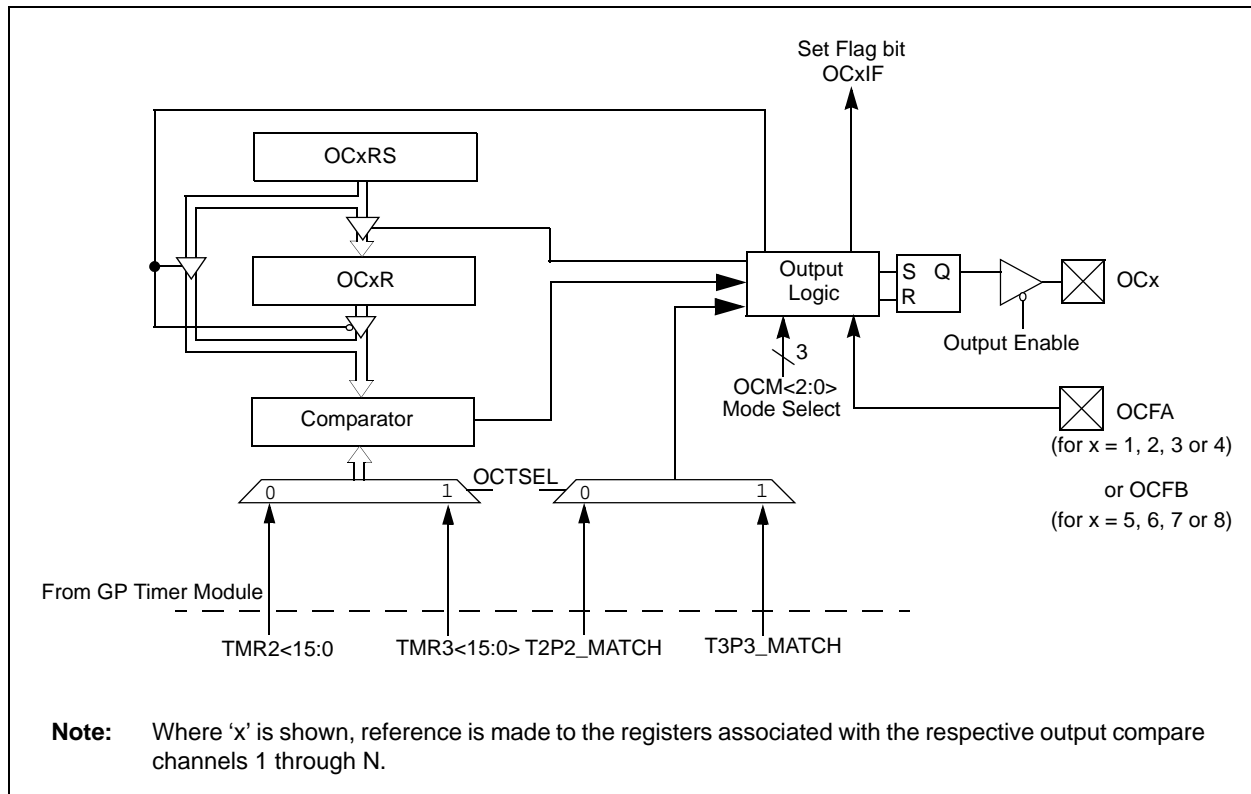 Set Flag bit
OCxIF
OCxRS
OCxR
Output
Logic
S Q
R
OCx
Output Enable
3
OCM<2:0>
Mode Select
Comparator
OCFA
(for x = 1, 2, 3 or 4)
or OCFB
(for x = 5, 6, 7 or 8)
OCTSEL
0 1
0 1
From GP Timer Module
TMR2<15:0
TMR3<15:0>
T2P2_MATCH
T3P3_MATCH
Note: Where ‘x’ is shown, reference is made to the registers associated with the respective output compare
channels 1 through N.